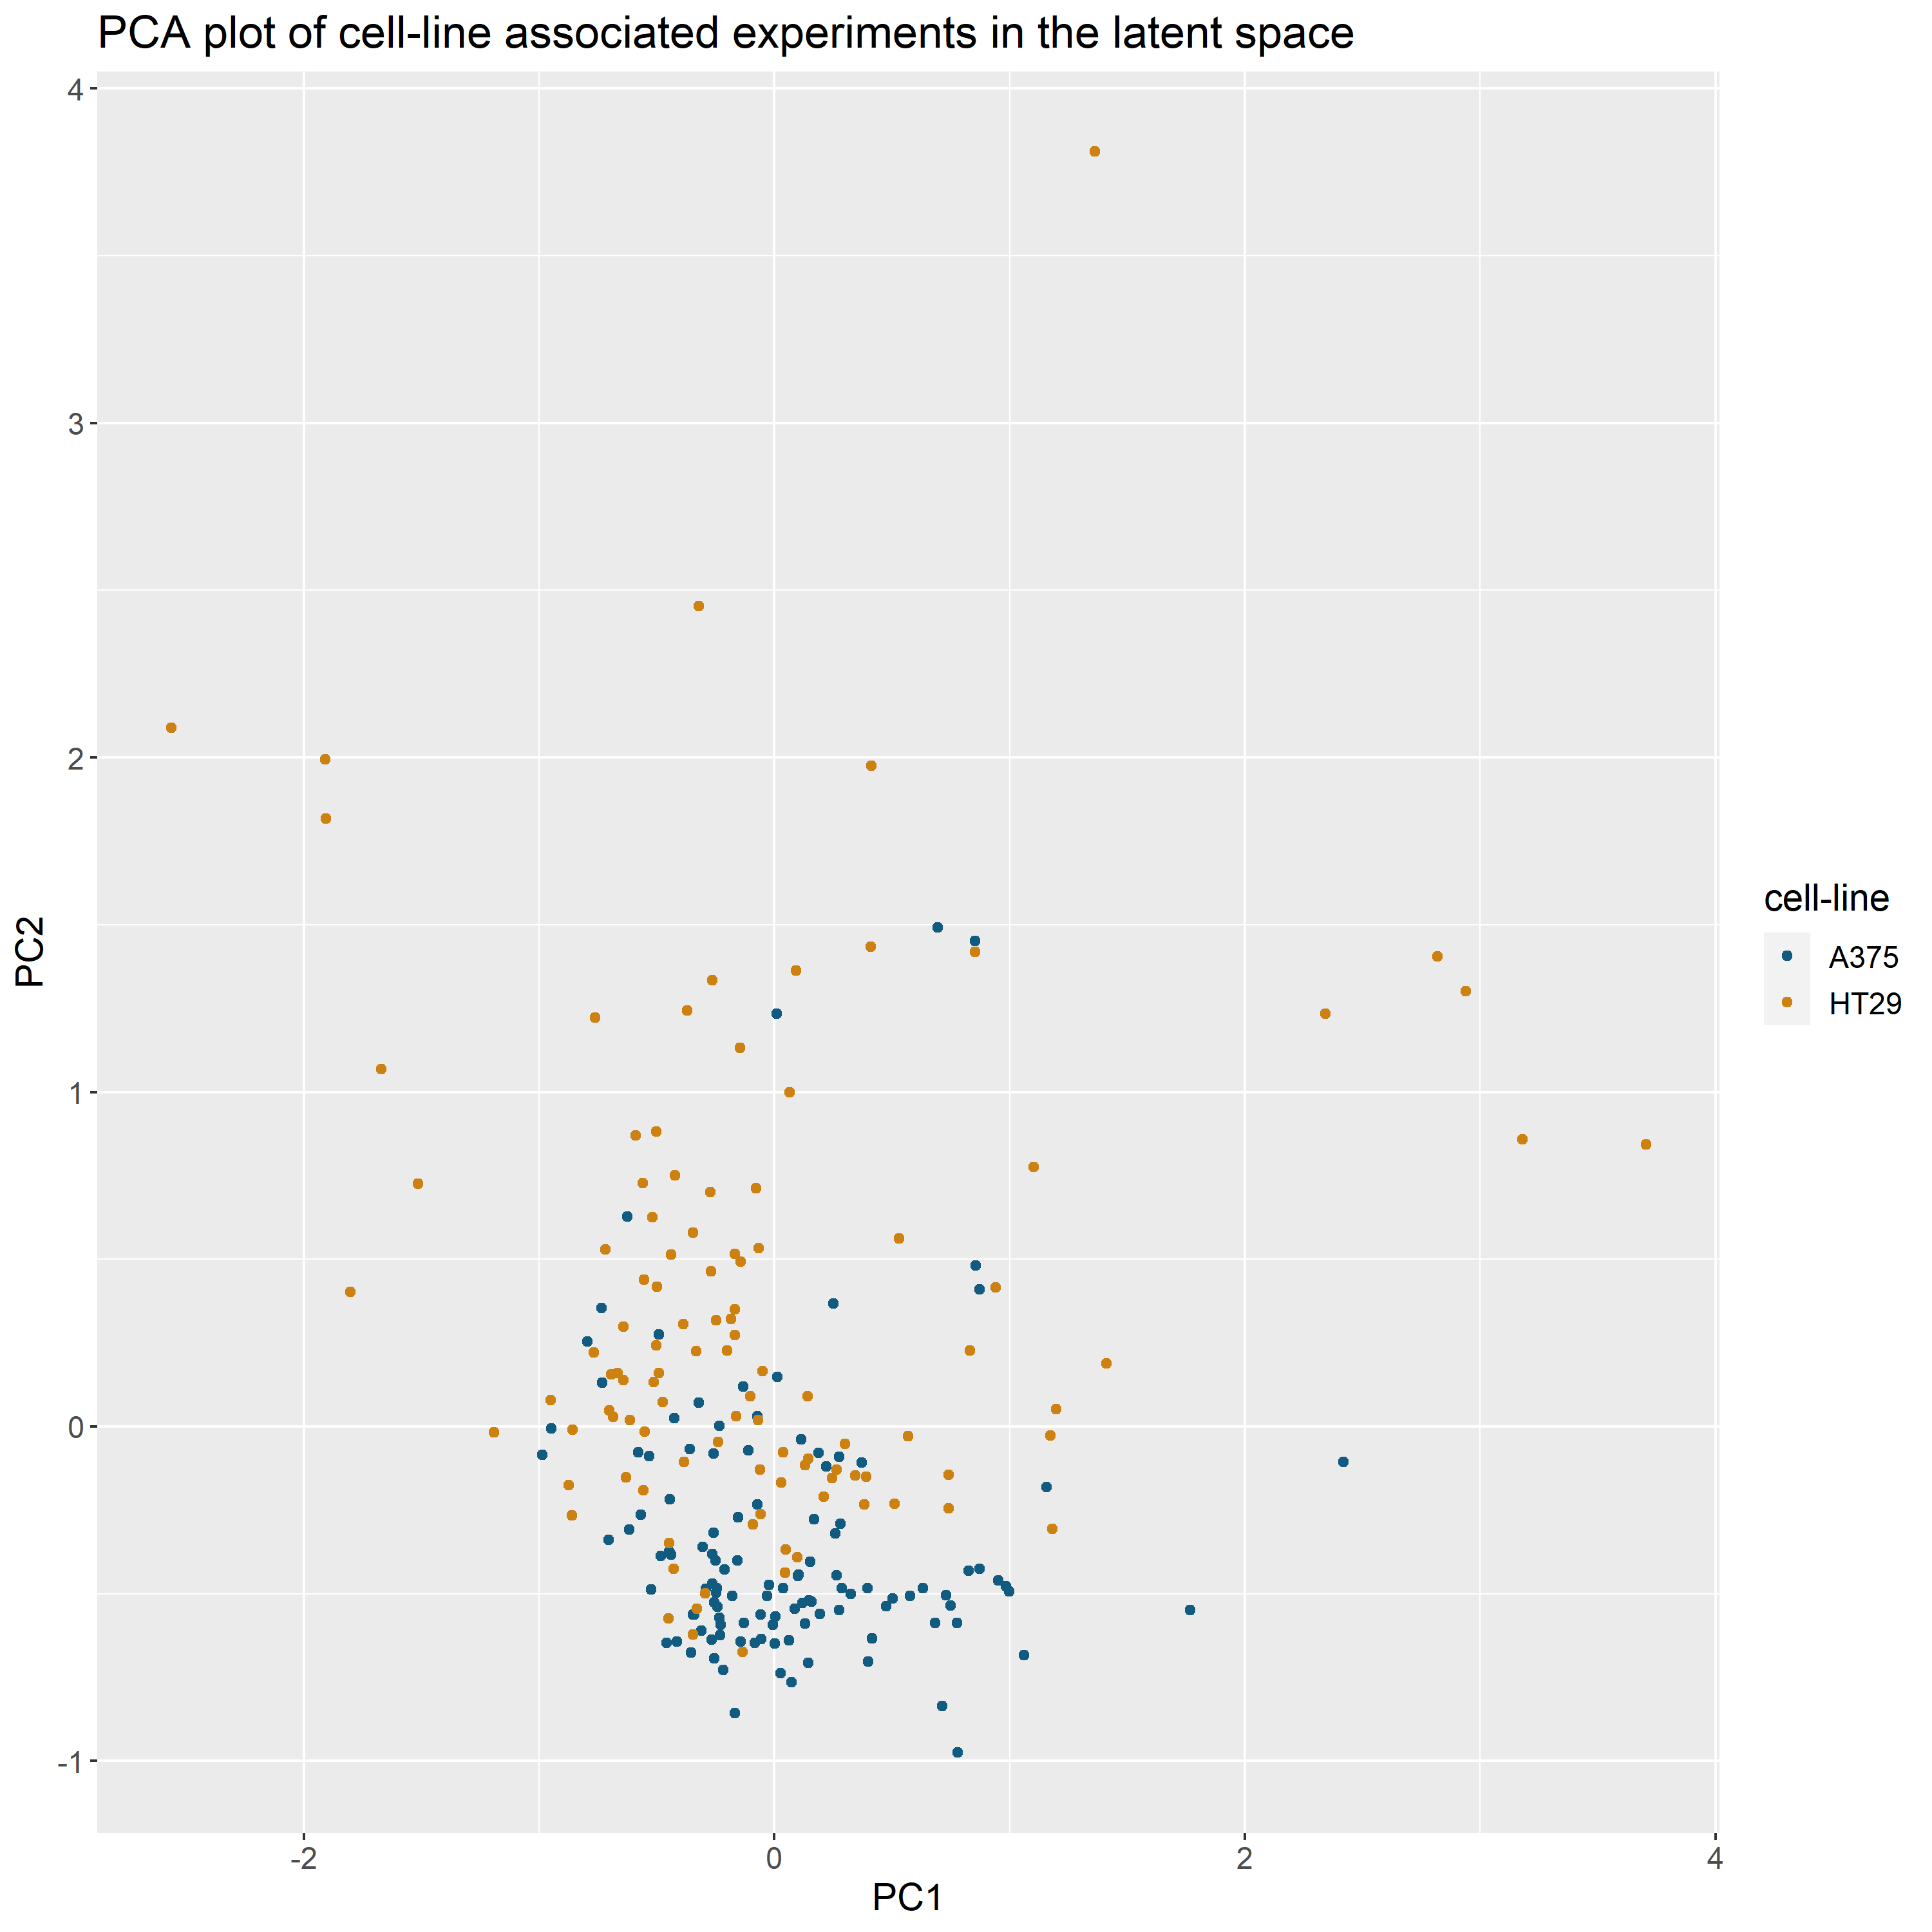 PCA plot of cell-line associated experiments in the latent space
4
3
2
1
0
-1
PC2
-2
0
2
4
PC1
cell-line
A375
HT29